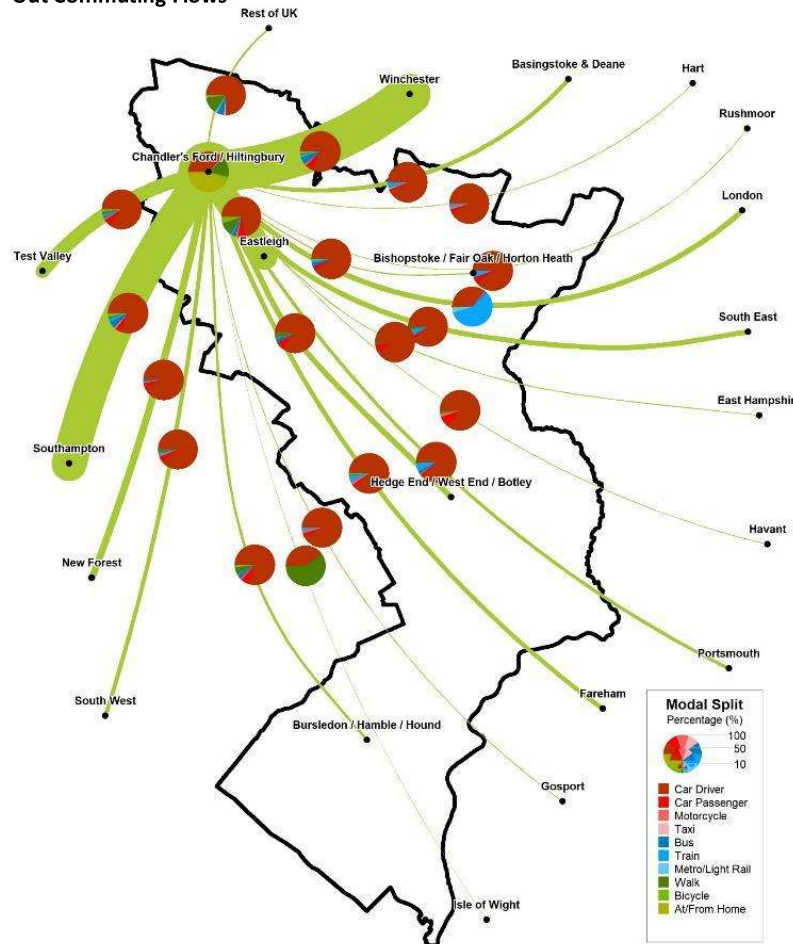 Out Commuting Flows
Rest of UK
Winchester
Basingstoke & Deane
Hart
Rushmoor
Chandler's Ford / Hiltingbury
London
Test Valley
Eastleigh
Bishopstoke / Fair Oak / Horton Heath
South East
East Hampshir
Southampton
Hedge End / West End / Botley
Havant
New Forest
Portsmouth
Fareham
South West
Bursledon / Hamble / Hound
Gosport
Isle of Wight
Modal Split
Percentage (%)
100
50
10
Car Driver
Car Passenger
Motorcycle
Taxi
Bus
Train
Metro/Light Rail
Walk
Bicycle
At/From Home